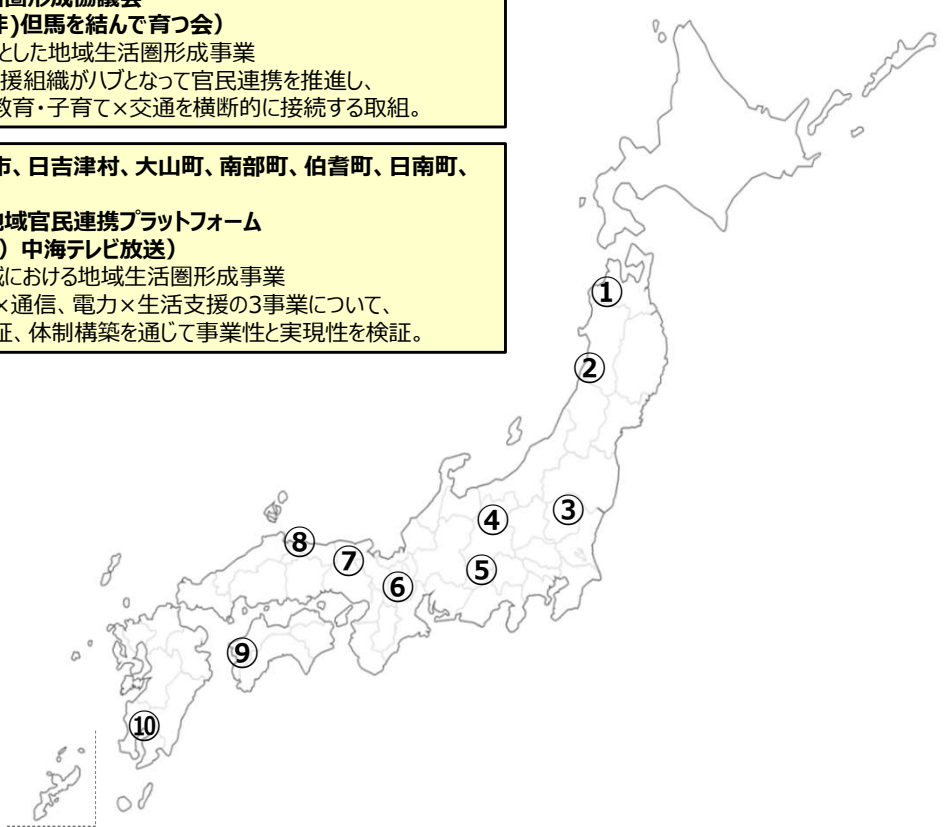 (非)但馬を結んで育つ会)
とした地域生活圏形成事業
援組織がハブとなって官民連携を推進し、
教育・子育て×交通を横断的に接続する取組。
市、日吉津村、大山町、南部町、伯耆町、日南町、
地域官民連携プラットフォーム
) 中海テレビ放送)
における地域生活圏形成事業
×通信、電力×生活支援の3事業について、
証、体制構築を通じて事業性と実現性を検証。
①
②
③
④
⑤
⑧
⑦
⑥
⑨
⑩